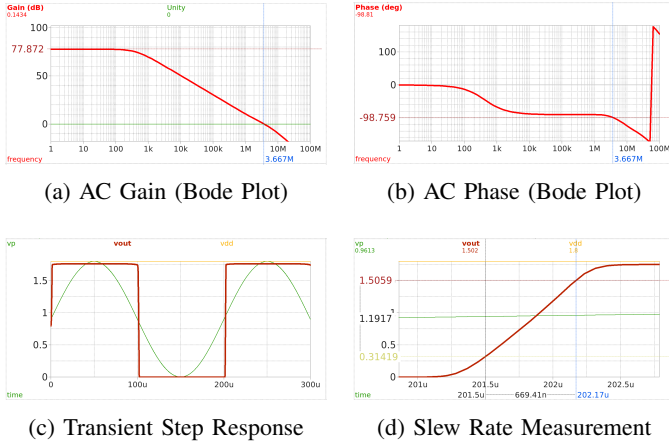 Gain (dB)
0.1434
Unity
0
100
77.872
50
0
1 10 100 1k 10k 100k 1M 10M 100M
frequency
3.667M
(a) AC Gain (Bode Plot)
Phase (deg)
-98.81
100
0
-98.759
1 10 100 1k 10k 100k 1M 10M 100M
frequency
3.667M
(b) AC Phase (Bode Plot)
vp vout vdd
1.5
1
0.5
0
0 100u 200u 300u
time
(c) Transient Step Response
vp vout vdd
0.9613 1.502 1.8
1.5059
1.1917
0.5
0.31419
0
201u 201.5u 202u 202.5u
time
201.5u 669.41n 202.17u
(d) Slew Rate Measurement